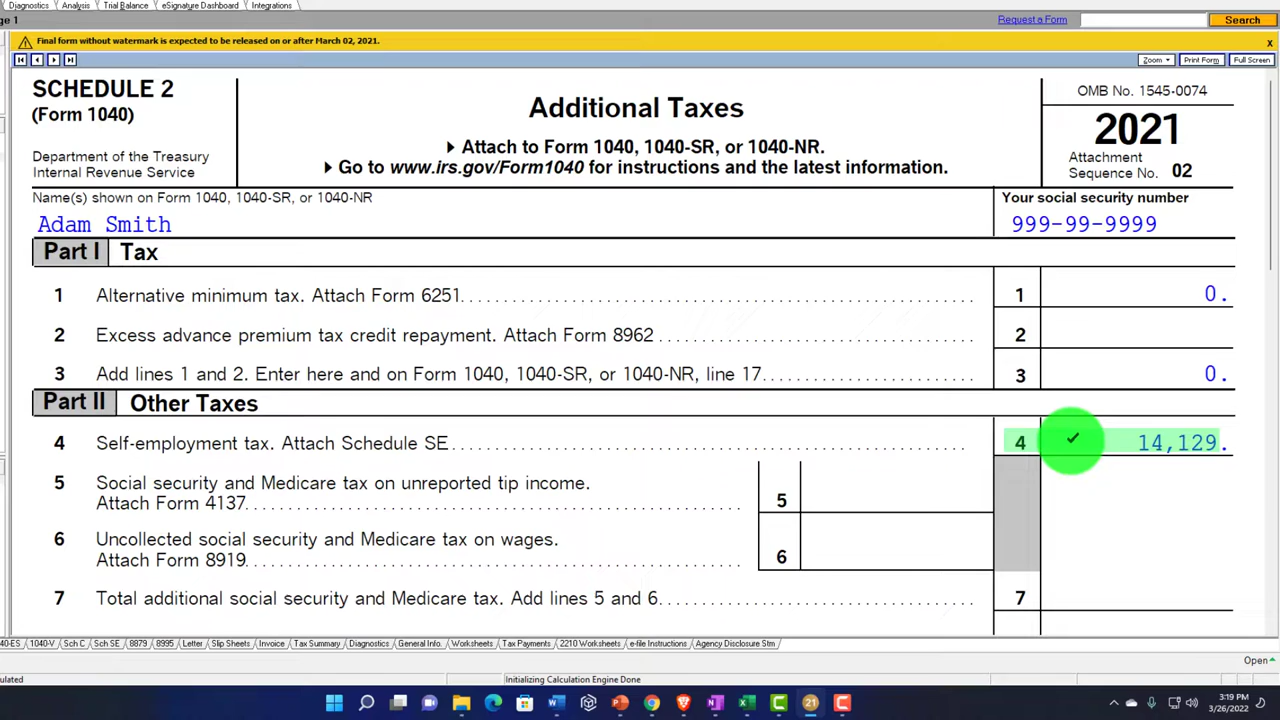 Diagnostics Analysis Trial Balance eSignature Dashboard Integrations
ge 1 Request a Form Search
Final form without watermark is expected to be released on or after March 02, 2021. x
Zoom Print Form Full Screen
SCHEDULE 2
(Form 1040)
Department of the Treasury
Internal Revenue Service
Additional Taxes
Attach to Form 1040, 1040-SR, or 1040-NR.
Go to www.irs.gov/Form1040 for instructions and the latest information.
OMB No. 1545-0074
2021
Attachment
Sequence No. 02
Name(s) shown on Form 1040, 1040-SR, or 1040-NR Your social security number
Adam Smith 999-99-9999
Part I Tax
1 Alternative minimum tax. Attach Form 6251 1 0.
2 Excess advance premium tax credit repayment. Attach Form 8962 2
3 Add lines 1 and 2. Enter here and on Form 1040, 1040-SR, or 1040-NR, line 17 3 0.
Part II Other Taxes
4 Self-employment tax. Attach Schedule SE 4 14,129.
5 Social security and Medicare tax on unreported tip income.
Attach Form 4137 5
6 Uncollected social security and Medicare tax on wages.
Attach Form 8919 6
7 Total additional social security and Medicare tax. Add lines 5 and 6 7
40-ES 1040-V Sch C Sch SE 8879 8995 Letter Slip Sheets Invoice Tax Summary Diagnostics General Info. Worksheets Tax Payments 2210 Worksheets e-file Instructions Agency Disclosure Stm
Open
ulated Initializing Calculation Engine Done
21
3:19 PM
3/26/2022